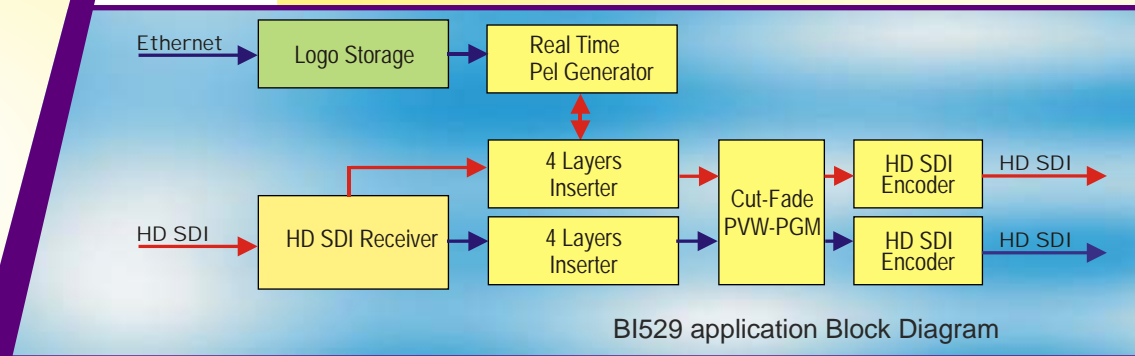 Ethernet
Logo Storage
Real Time
Pel Generator
4 Layers
Inserter
HD SDI
HD SDI Receiver
4 Layers
Inserter
Cut-Fade
PVW-PGM
HD SDI
Encoder
HD SDI
HD SDI
Encoder
HD SDI
BI529 application Block Diagram